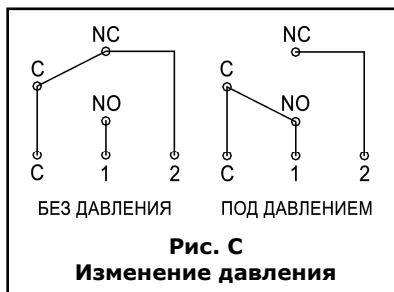 NC NC
C C
NO NO
C 1 2 C 1 2
БЕЗ ДАВЛЕНИЯ ПОД ДАВЛЕНИЕМ
Рис. С
Изменение давления